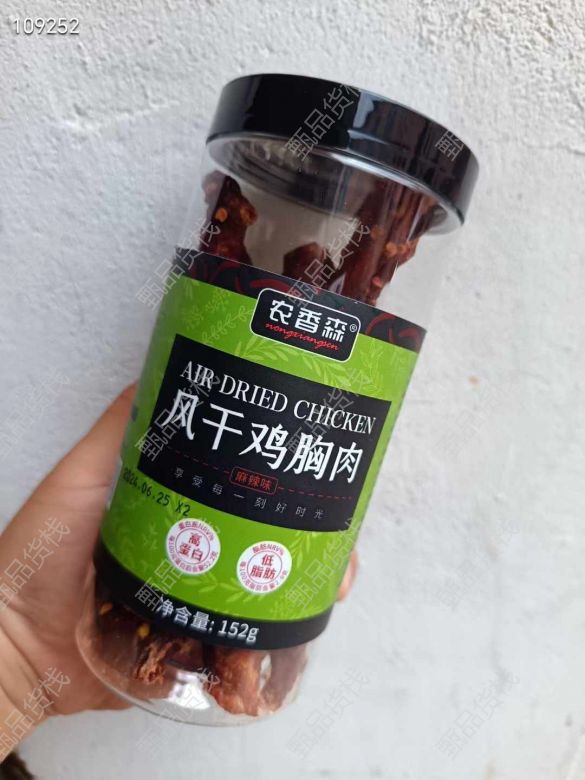 109252
农香森®
nongxiangsen
AIR DRIED CHICKEN
风干鸡胸肉
麻辣味
享受每一刻好时光
2024.06.25 X2
高
蛋白
低
脂肪
净含量: 152g
甄品货栈